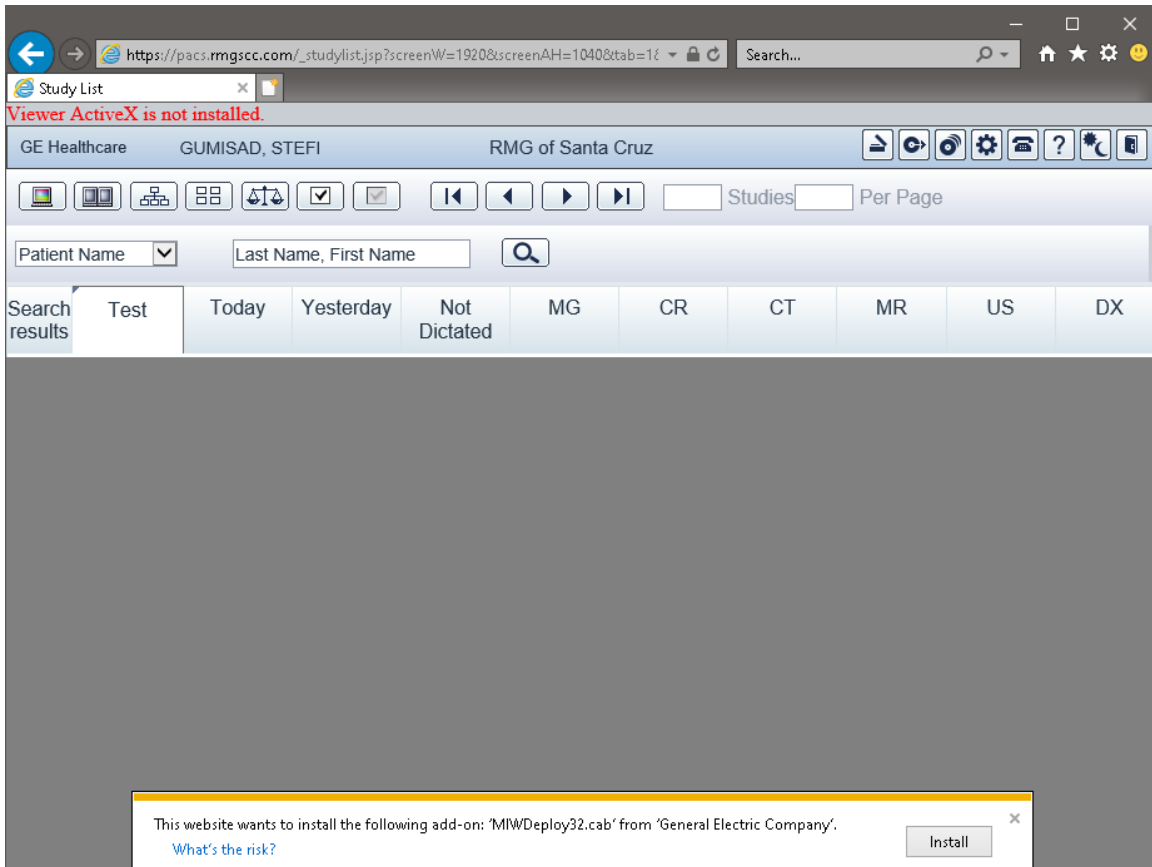 https://pacs.rmgscc.com/_studylist.jsp?screenW=1920&screenAH=1040&tab=1& Search...
Study List
Viewer ActiveX is not installed.
GE Healthcare GUMISAD, STEFI RMG of Santa Cruz ?
Studies Per Page
Patient Name Last Name, First Name
Search results Test Today Yesterday Not Dictated MG CR CT MR US DX
This website wants to install the following add-on: 'MIWDeploy32.cab' from 'General Electric Company'.
What's the risk? Install